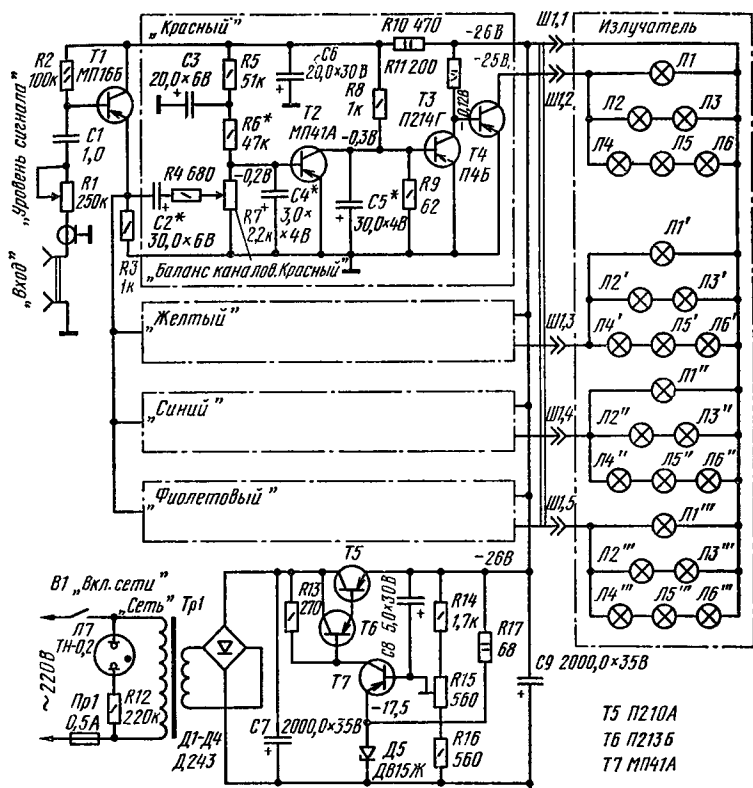 „Красный"
R10 470
-26В
Ш1,1
Излучатель
R2
100к
Т1
МП16Б
С3
20,0×6В
R5
51к
С6
20,0×30В
R11 200
-25В
Л1
R8
1к
Т3
П214Г
-0,12В
Ш1,2
Л2
Л3
С1
1,0
R6*
47к
Т2
МП41А
-0,3В
Т4
П4Б
Л4
Л5
Л6
„Уровень сигнала"
R1
250к
R4 680
-0,2В
С4*
3,0×
×4В
С5*
30,0×4В
R9
62
С2*
30,0×6В
R7
2,2к
R3
1к
„Вход"
„Баланс каналов. Красный"
Л1'
Л2'
Л3'
„Желтый"
Ш1,3
Л4'
Л5'
Л6'
Л1''
„Синий"
Ш1,4
Л2''
Л3''
Л4''
Л5''
Л6''
„Фиолетовый"
Ш1,5
Л1'''
Л2'''
Л3'''
Л4'''
Л5'''
Л6'''
В1 „Вкл. сети"
„Сеть"
Тр1
Т5
-26В
R13
270
Т6
С8 5,0×30В
R14
1,7к
R17
68
Л7
ТН-0,2
~220В
R12
220к
Т7
R15
560
С9 2000,0×35В
Пр1
0,5А
С7 2000,0×35В
-17,5
R16
560
Д1-Д4
Д243
Д5
Д815Ж
Т5 П210А
Т6 П213Б
Т7 МП41А